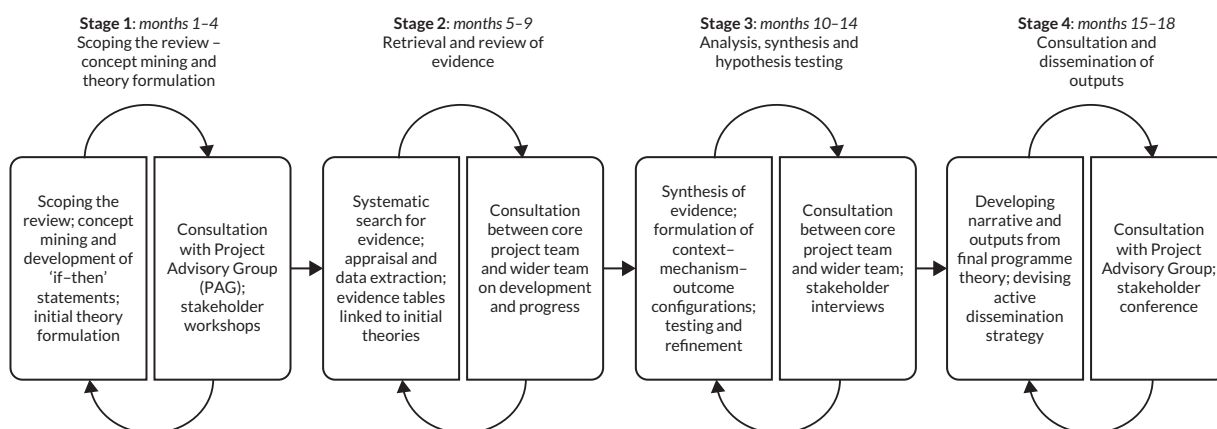 Stage 1: months 1–4
Scoping the review –
concept mining and
theory formulation
Stage 2: months 5–9
Retrieval and review of
evidence
Stage 3: months 10–14
Analysis, synthesis and
hypothesis testing
Stage 4: months 15–18
Consultation and
dissemination of
outputs
Scoping the
review; concept
mining and
development of
‘if–then’
statements;
initial theory
formulation
Consultation
with Project
Advisory Group
(PAG);
stakeholder
workshops
Systematic
search for
evidence;
appraisal and
data extraction;
evidence tables
linked to initial
theories
Consultation
between core
project team
and wider team
on development
and progress
Synthesis of
evidence;
formulation of
context–
mechanism–
outcome
configurations;
testing and
refinement
Consultation
between core
project team
and wider team;
stakeholder
interviews
Developing
narrative and
outputs from
final programme
theory; devising
active
dissemination
strategy
Consultation
with Project
Advisory Group;
stakeholder
conference